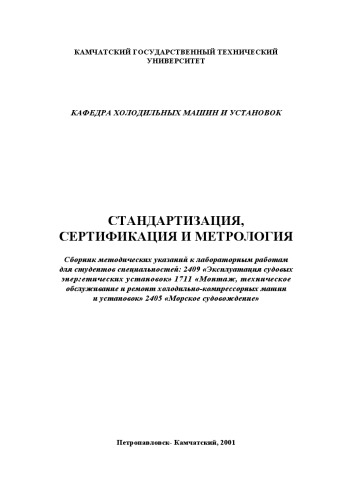 КАМЧАТСКИЙ ГОСУДАРСТВЕННЫЙ ТЕХНИЧЕСКИЙ
УНИВЕРСИТЕТ
КАФЕДРА ХОЛОДИЛЬНЫХ МАШИН И УСТАНОВОК
СТАНДАРТИЗАЦИЯ,
СЕРТИФИКАЦИЯ И МЕТРОЛОГИЯ
Сборник методических указаний к лабораторным работам
для студентов специальностей: 2409 «Эксплуатация судовых
энергетических установок» 1711 «Монтаж, техническое
обслуживание и ремонт холодильно-компрессорных машин
и установок» 2405 «Морское судовождение»
Петропавловск- Камчатский, 2001